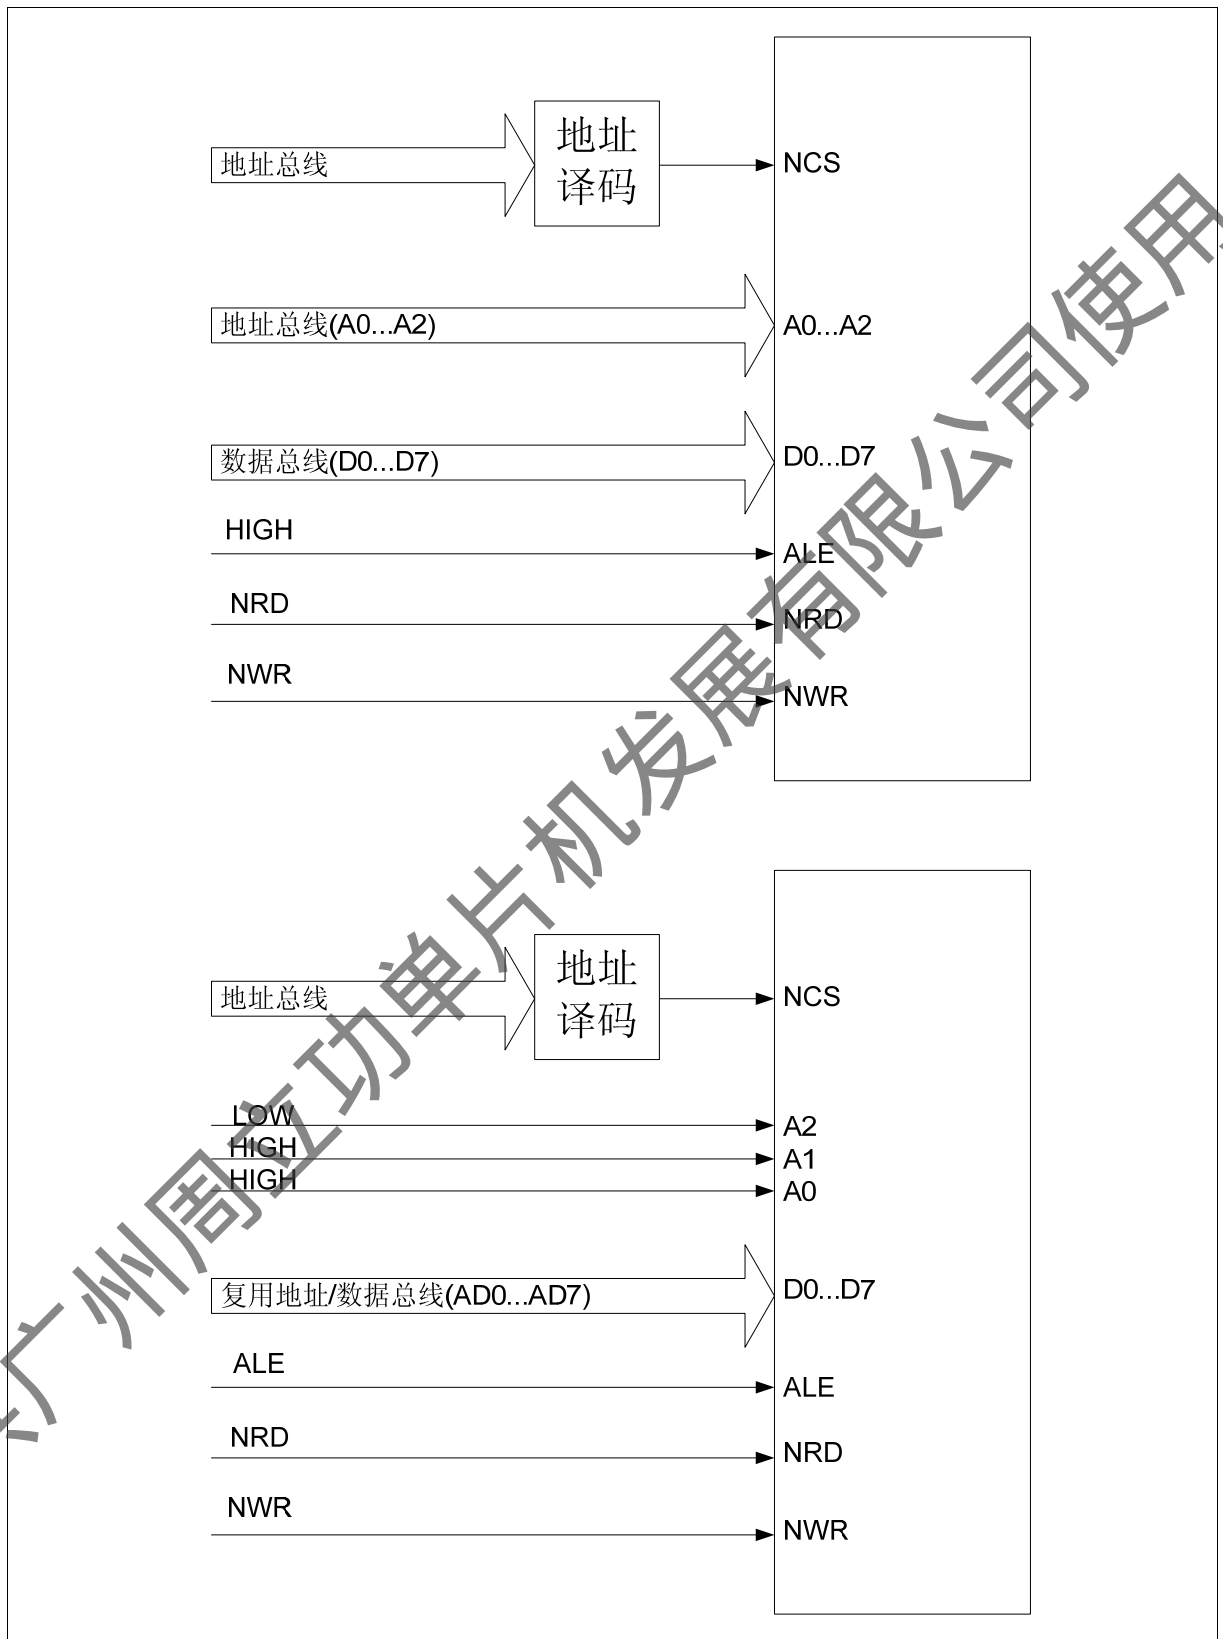 地址总线
地址
译码
NCS
地址总线(A0...A2)
A0...A2
数据总线(D0...D7)
D0...D7
HIGH
ALE
NRD
NRD
NWR
NWR
地址总线
地址
译码
NCS
LOW
A2
HIGH
A1
HIGH
A0
复用地址/数据总线(AD0...AD7)
D0...D7
ALE
ALE
NRD
NRD
NWR
NWR
广州周立功单片机发展有限公司使用